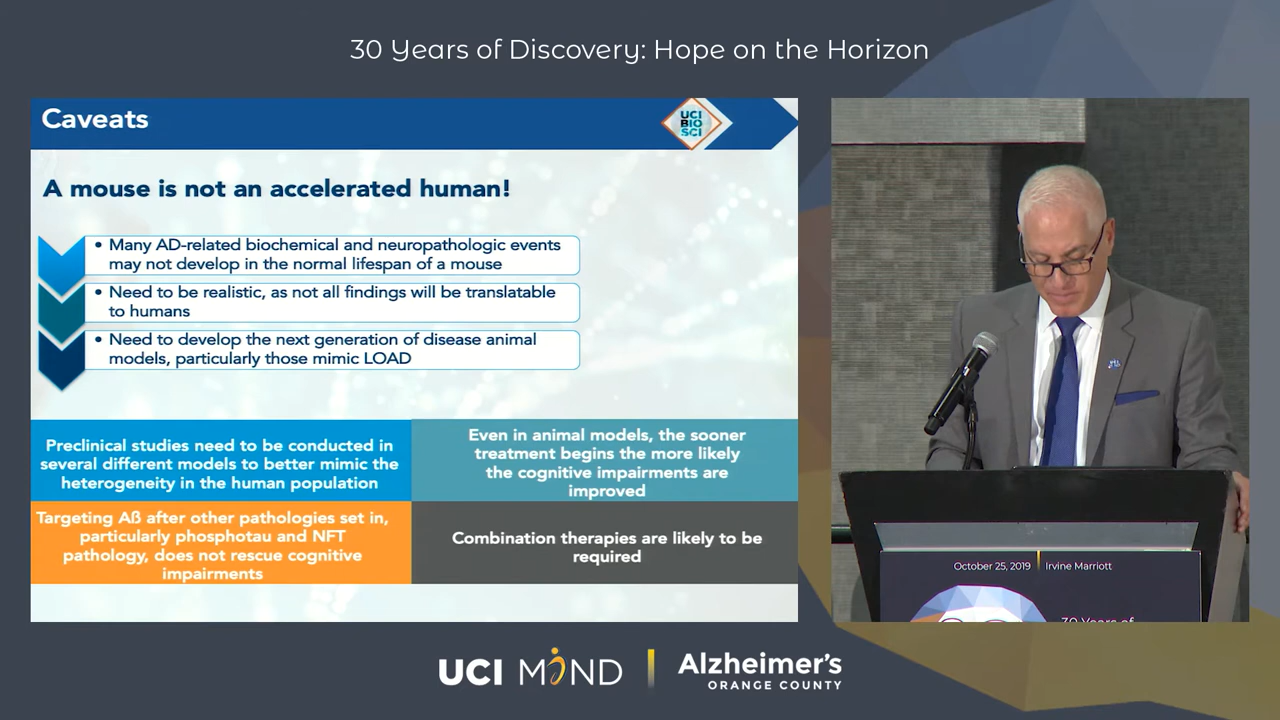 30 Years of Discovery: Hope on the Horizon
Caveats
UCI
BIO
SCI
A mouse is not an accelerated human!
• Many AD-related biochemical and neuropathologic events
may not develop in the normal lifespan of a mouse
• Need to be realistic, as not all findings will be translatable
to humans
• Need to develop the next generation of disease animal
models, particularly those mimic LOAD
Preclinical studies need to be conducted in
several different models to better mimic the
heterogeneity in the human population
Even in animal models, the sooner
treatment begins the more likely
the cognitive impairments are
improved
Targeting Aß after other pathologies set in,
particularly phosphotau and NFT
pathology, does not rescue cognitive
impairments
Combination therapies are likely to be
required
October 25, 2019 | Irvine Marriott
30 Years of
UCI MIND | Alzheimer's
ORANGE COUNTY